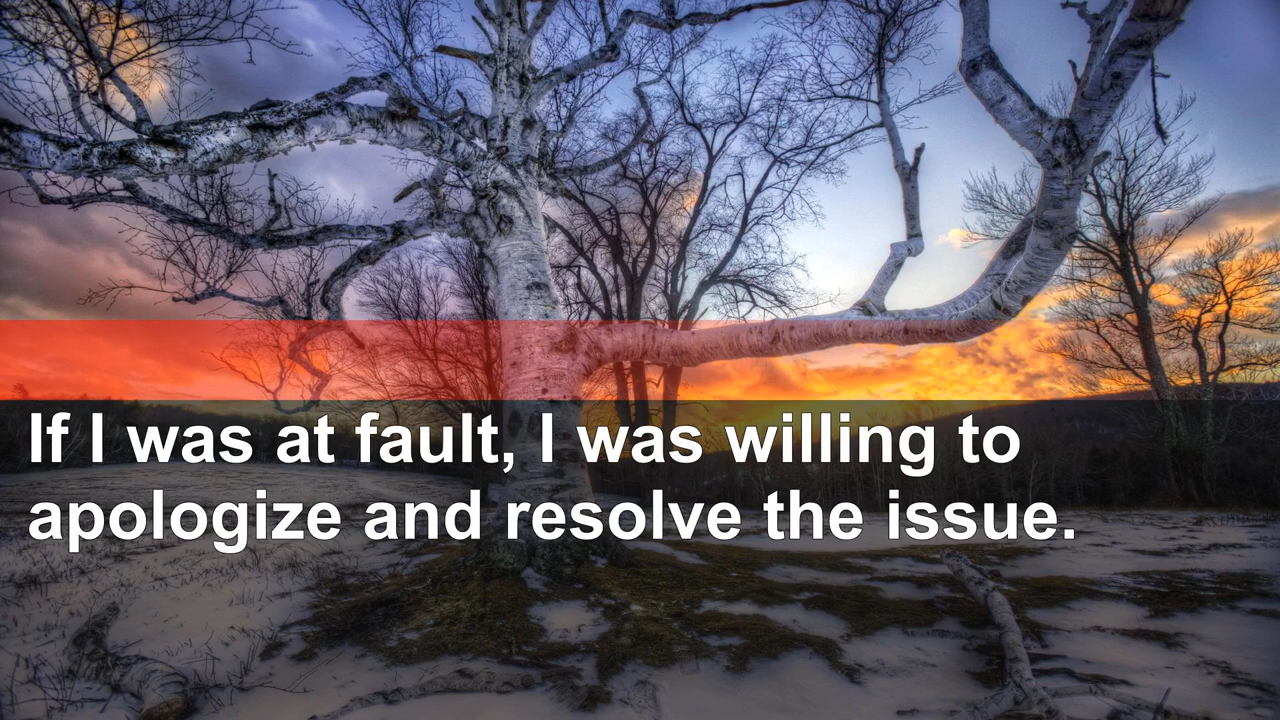 If I was at fault, I was willing to
apologize and resolve the issue.